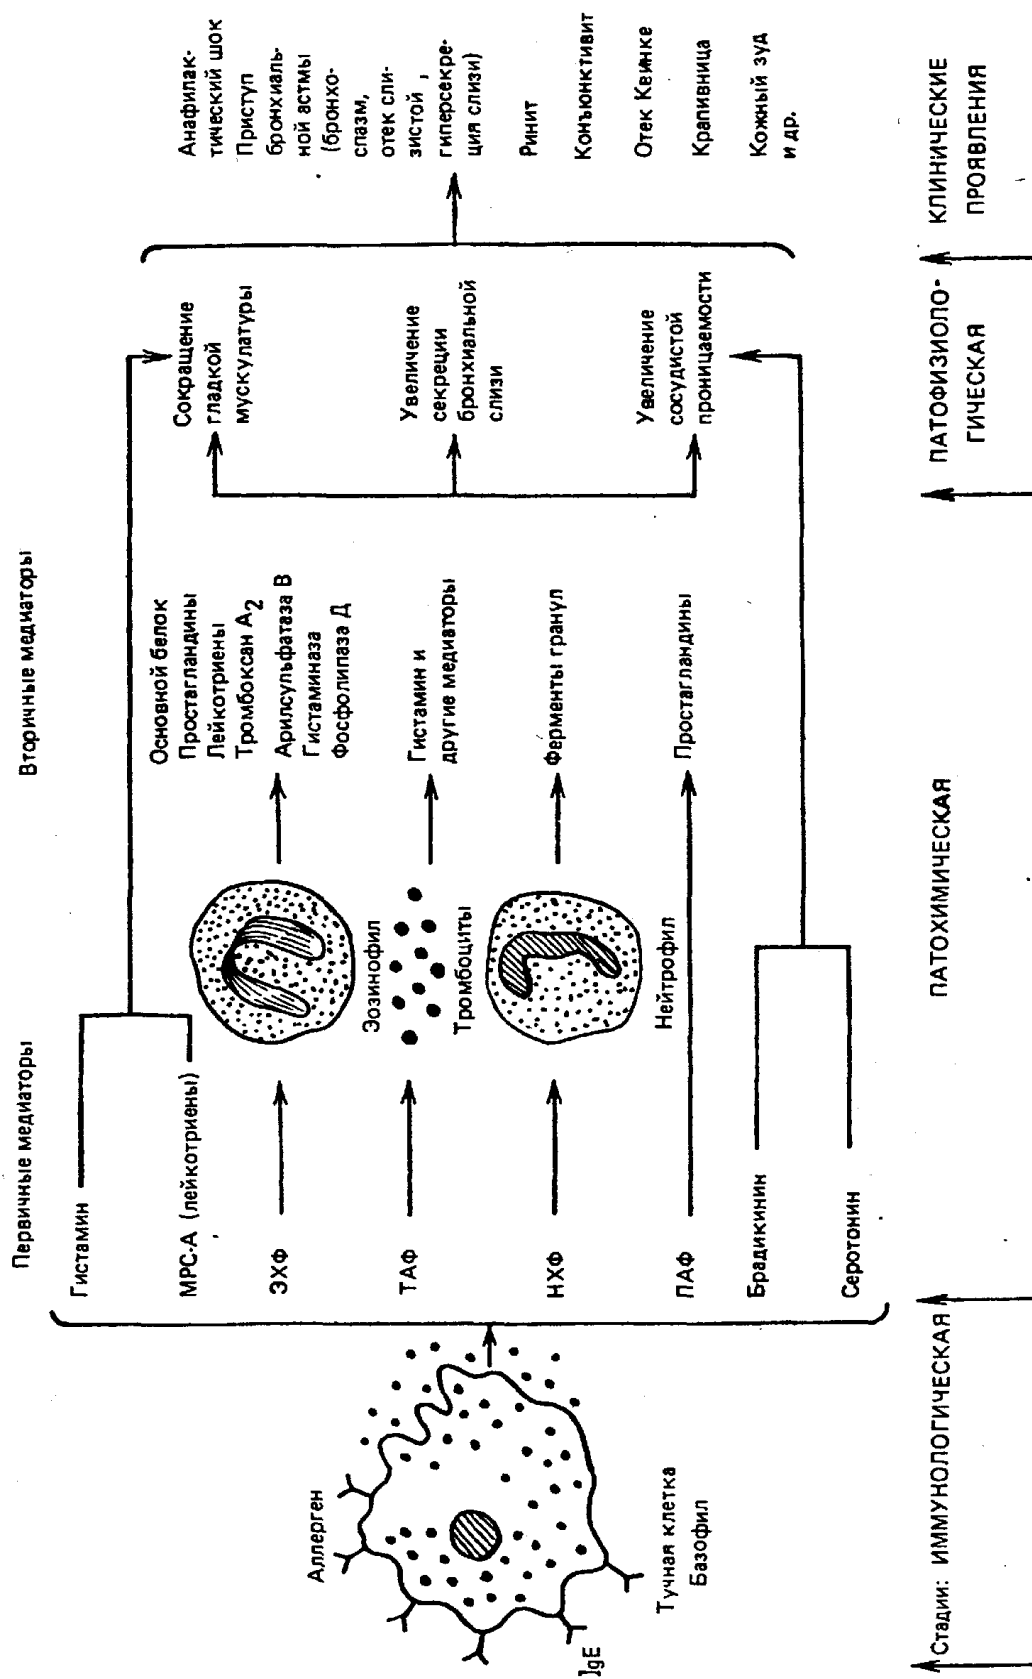 Первичные медиаторы
Вторичные медиаторы
Аллерген
JgE
Тучная клетка
Базофил
Гистамин
МРС-А (лейкотриены)
ЭХФ
ТАФ
НХФ
ПАФ
Брадикинин
Серотонин
Эозинофил
Тромбоциты
Нейтрофил
Основной белок
Простагландины
Лейкотриены
Тромбоксан А2
Арилсульфатаза В
Гистаминаза
Фосфолипаза Д
Гистамин и
другие медиаторы
Ферменты гранул
Простагландины
Сокращение
гладкой
мускулатуры
Увеличение
секреции
бронхиальной
слизи
Увеличение
сосудистой
проницаемости
Анафилак-
тический шок
Приступ
бронхиаль-
ной астмы
(бронхо-
спазм,
отек сли-
зистой ,
гиперсекре-
ция слизи)
Ринит
Конъюнктивит
Отек Квинке
Крапивница
Кожный зуд
и др.
Стадии: ИММУНОЛОГИЧЕСКАЯ
ПАТОХИМИЧЕСКАЯ
ПАТОФИЗИОЛО-
ГИЧЕСКАЯ
КЛИНИЧЕСКИЕ
ПРОЯВЛЕНИЯ